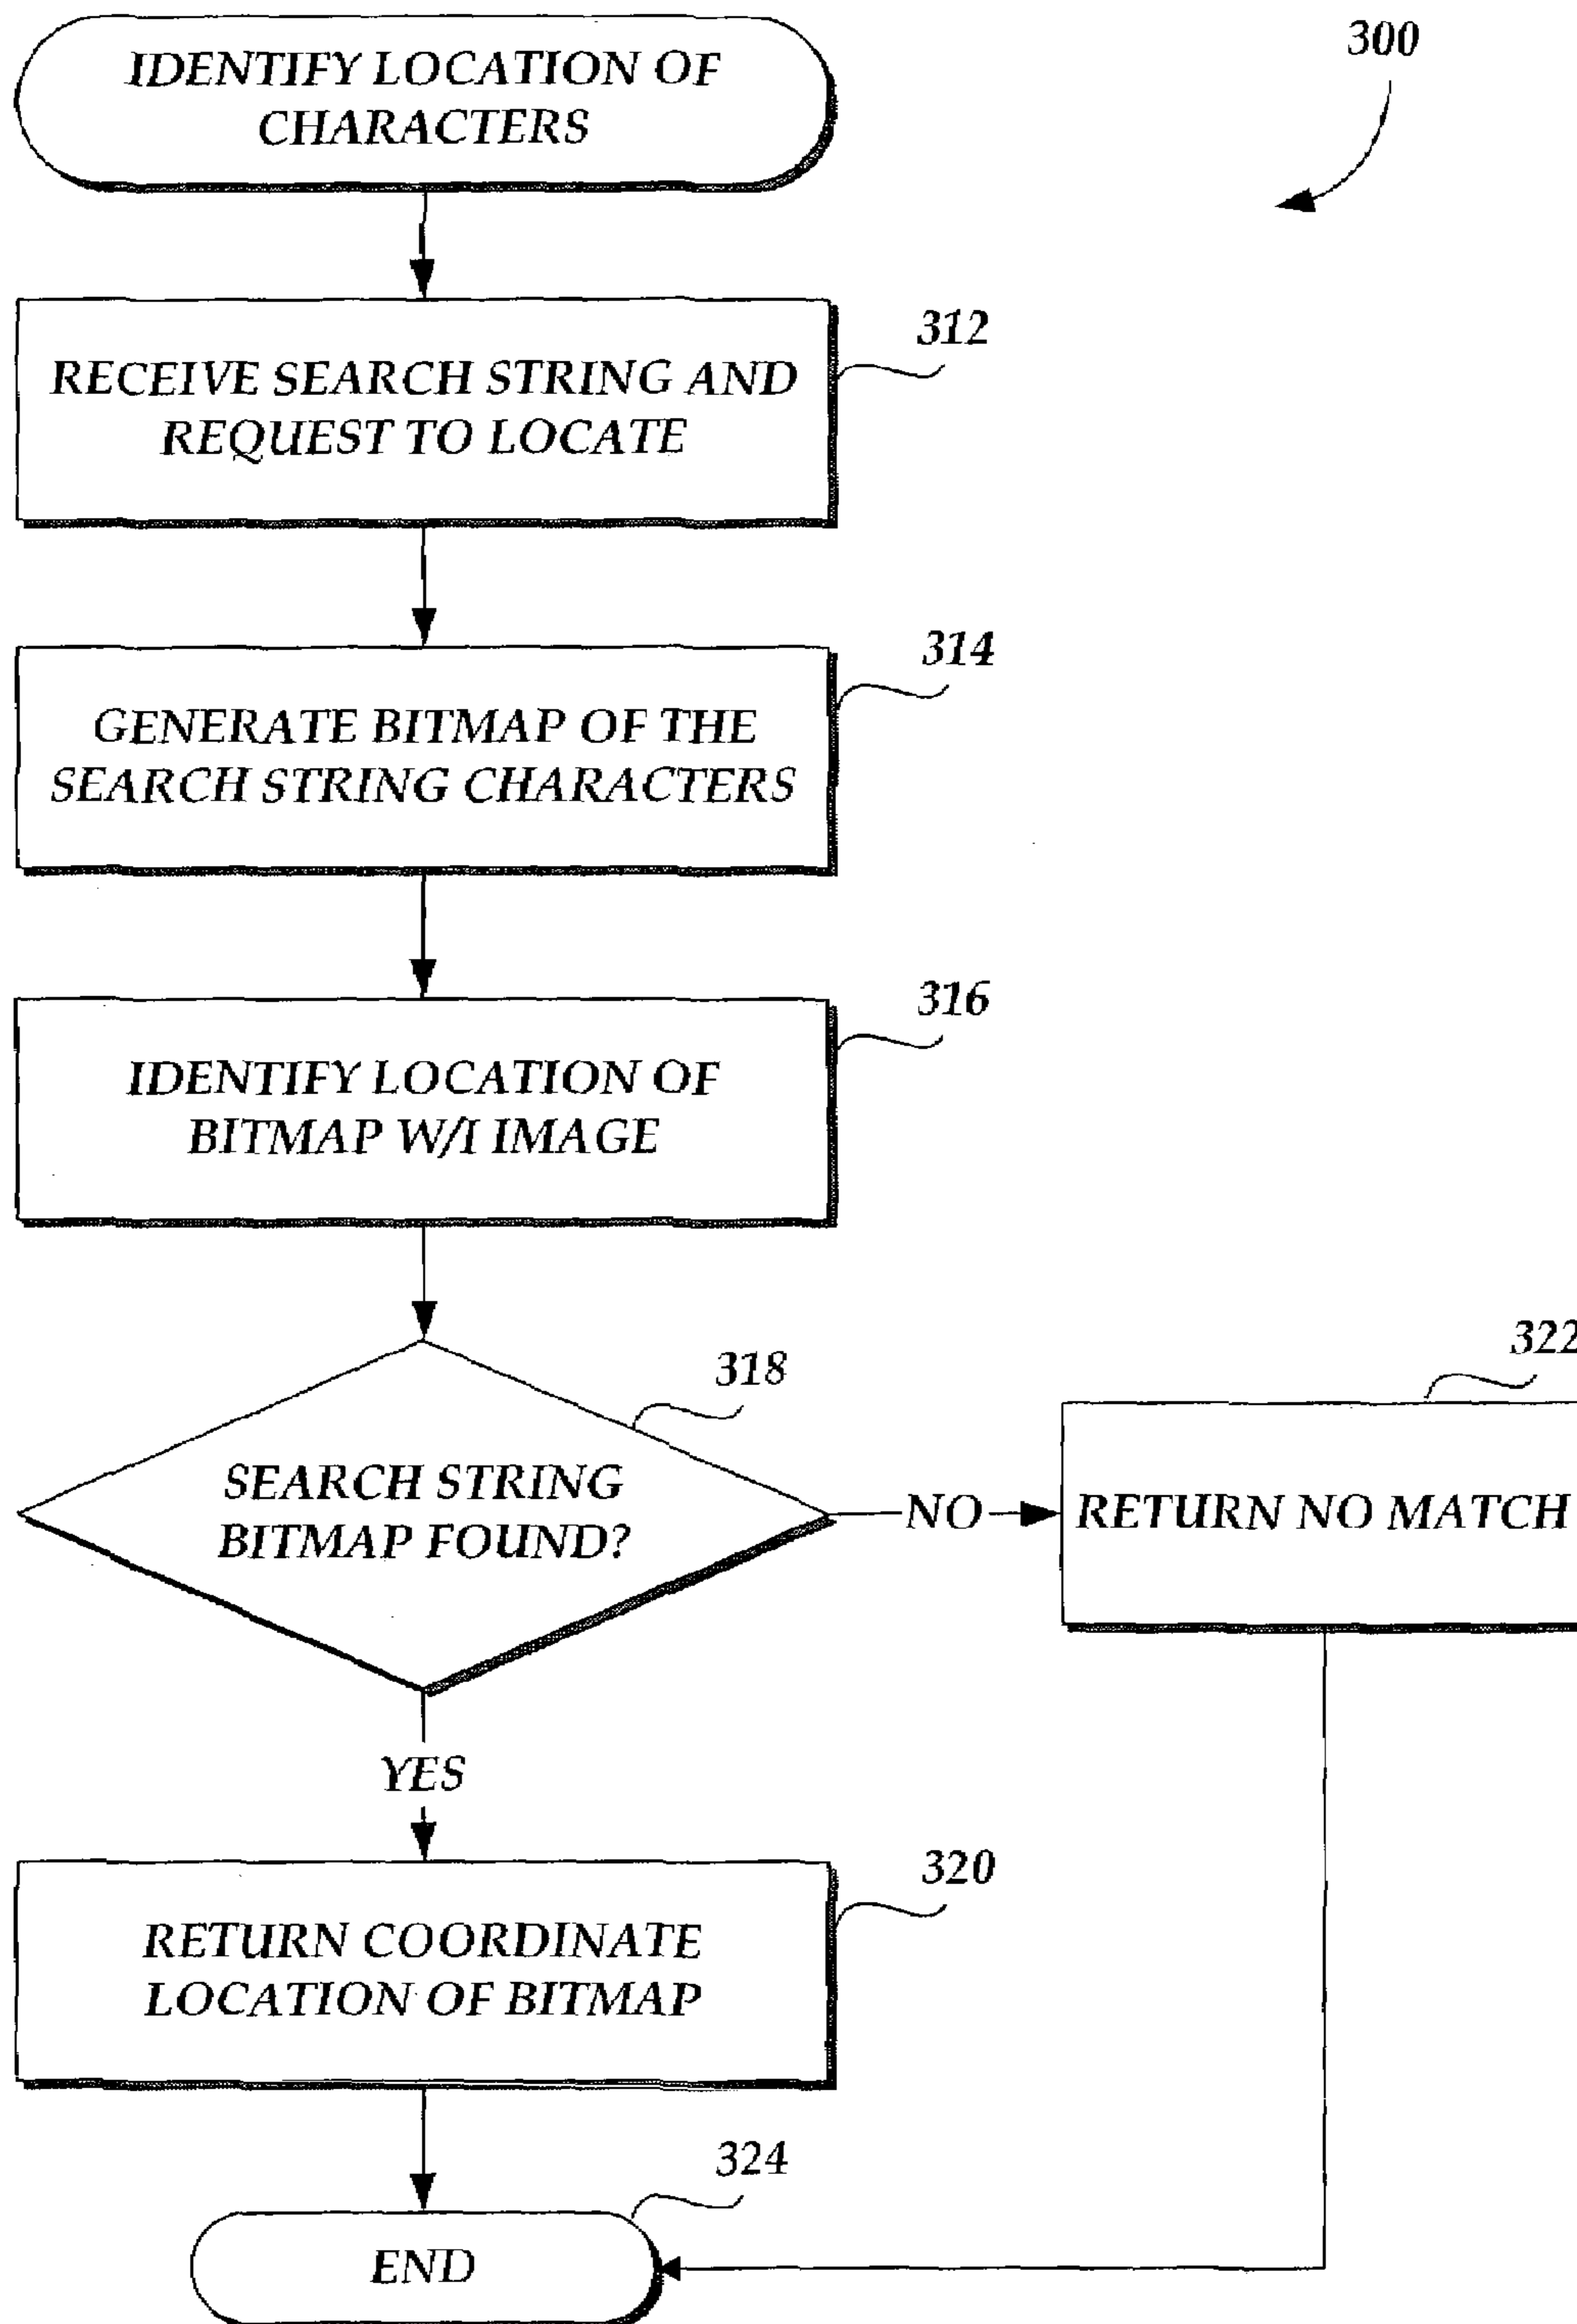 IDENTIFY LOCATION OF
CHARACTERS
300
312
RECEIVE SEARCH STRING AND
REQUEST TO LOCATE
314
GENERATE BITMAP OF THE
SEARCH STRING CHARACTERS
316
IDENTIFY LOCATION OF
BITMAP W/I IMAGE
318
SEARCH STRING
BITMAP FOUND?
NO
322
RETURN NO MATCH
YES
320
RETURN COORDINATE
LOCATION OF BITMAP
324
END